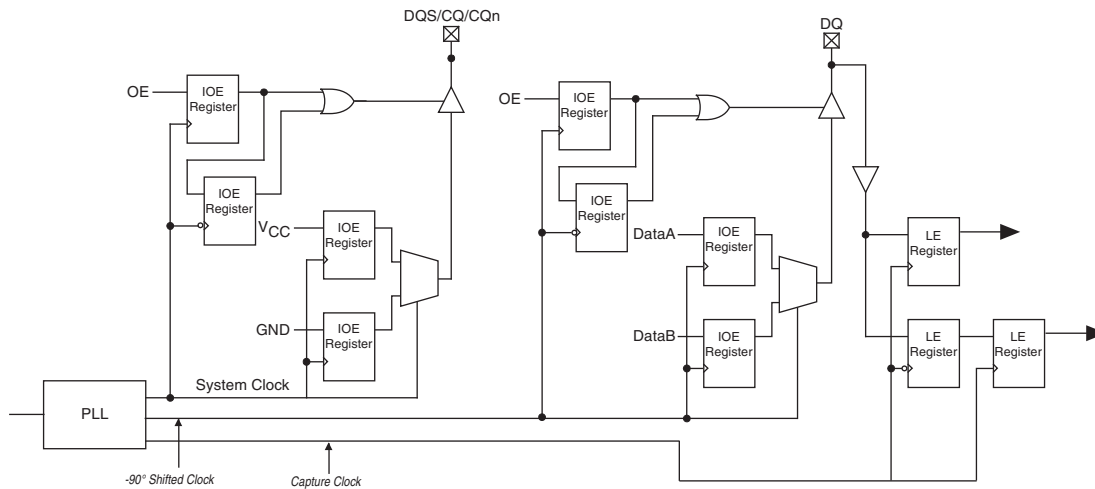 DQS/CQ/CQn
DQ
OE
IOE
Register
IOE
Register
VCC
IOE
Register
GND
IOE
Register
OE
IOE
Register
IOE
Register
DataA
IOE
Register
DataB
IOE
Register
LE
Register
LE
Register
LE
Register
System Clock
PLL
-90° Shifted Clock
Capture Clock